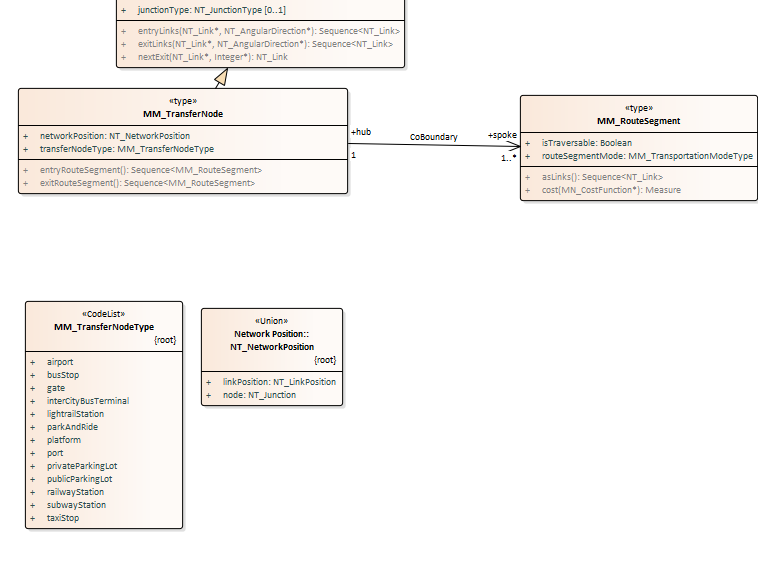 + junctionType: NT_JunctionType [0..1]
+ entryLinks(NT_Link*, NT_AngularDirection*): Sequence<NT_Link>
+ exitLinks(NT_Link*, NT_AngularDirection*): Sequence<NT_Link>
+ nextExit(NT_Link*, Integer*): NT_Link
«type»
MM_TransferNode
+ networkPosition: NT_NetworkPosition
+ transferNodeType: MM_TransferNodeType
+ entryRouteSegment(): Sequence<MM_RouteSegment>
+ exitRouteSegment(): Sequence<MM_RouteSegment>
+hub
1
CoBoundary
+spoke
1..*
«type»
MM_RouteSegment
+ isTraversable: Boolean
+ routeSegmentMode: MM_TransportationModeType
+ asLinks(): Sequence<NT_Link>
+ cost(MN_CostFunction*): Measure
«CodeList»
MM_TransferNodeType
{root}
+ airport
+ busStop
+ gate
+ interCityBusTerminal
+ lightrailStation
+ parkAndRide
+ platform
+ port
+ privateParkingLot
+ publicParkingLot
+ railwayStation
+ subwayStation
+ taxiStop
«Union»
Network Position::
NT_NetworkPosition
{root}
+ linkPosition: NT_LinkPosition
+ node: NT_Junction